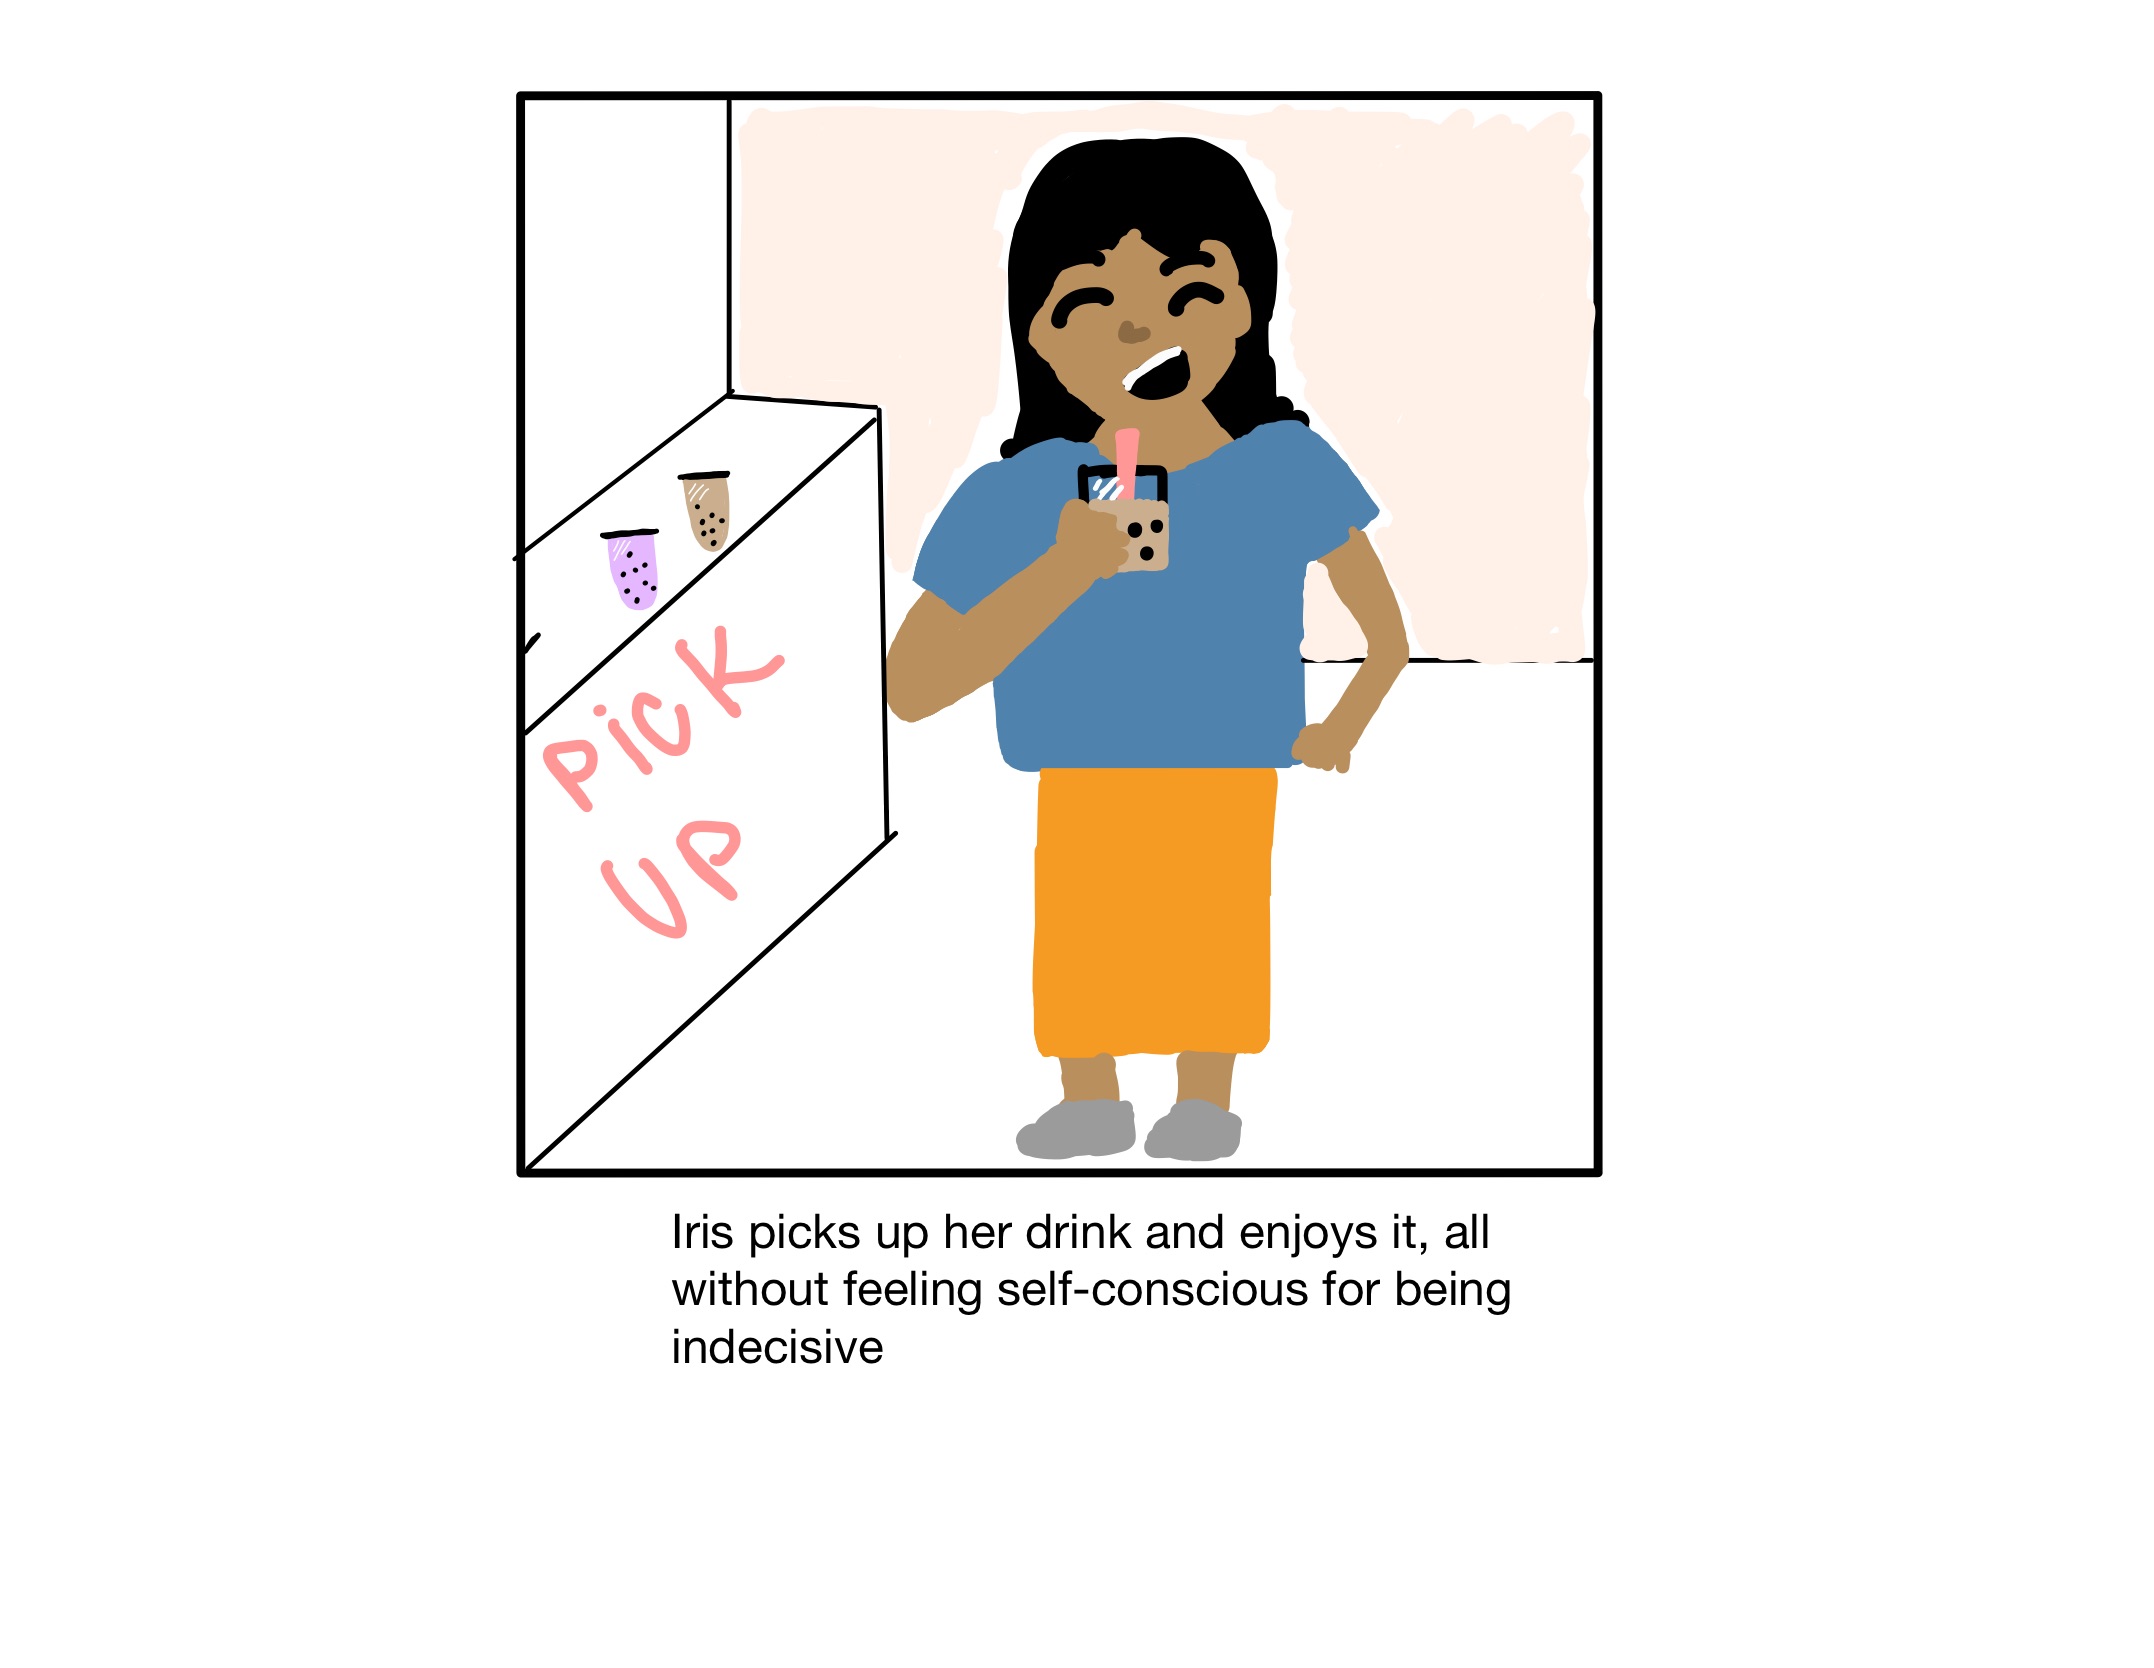 PiCK
UP
Iris picks up her drink and enjoys it, all
without feeling self-conscious for being
indecisive